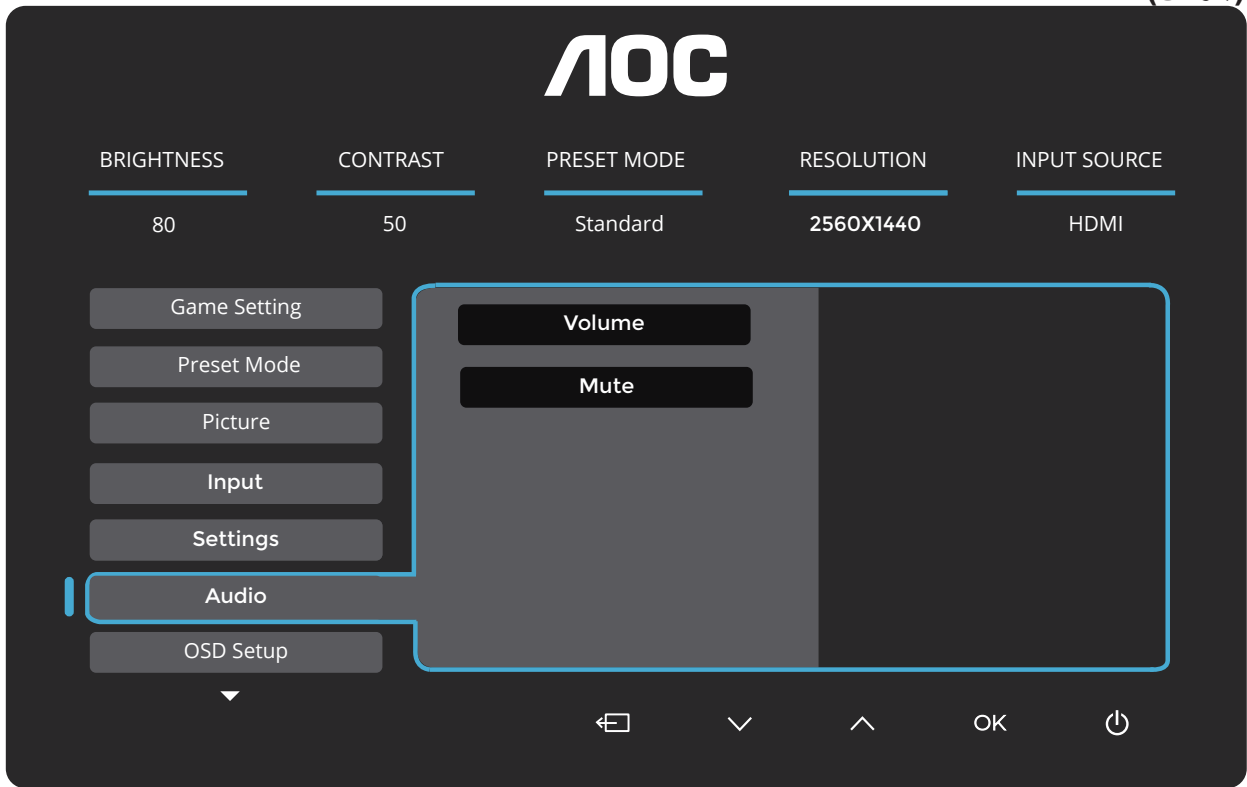 AOC
BRIGHTNESS CONTRAST PRESET MODE RESOLUTION INPUT SOURCE
80 50 Standard 2560X1440 HDMI
Game Setting
Volume
Preset Mode
Mute
Picture
Input
Settings
Audio
OSD Setup
OK